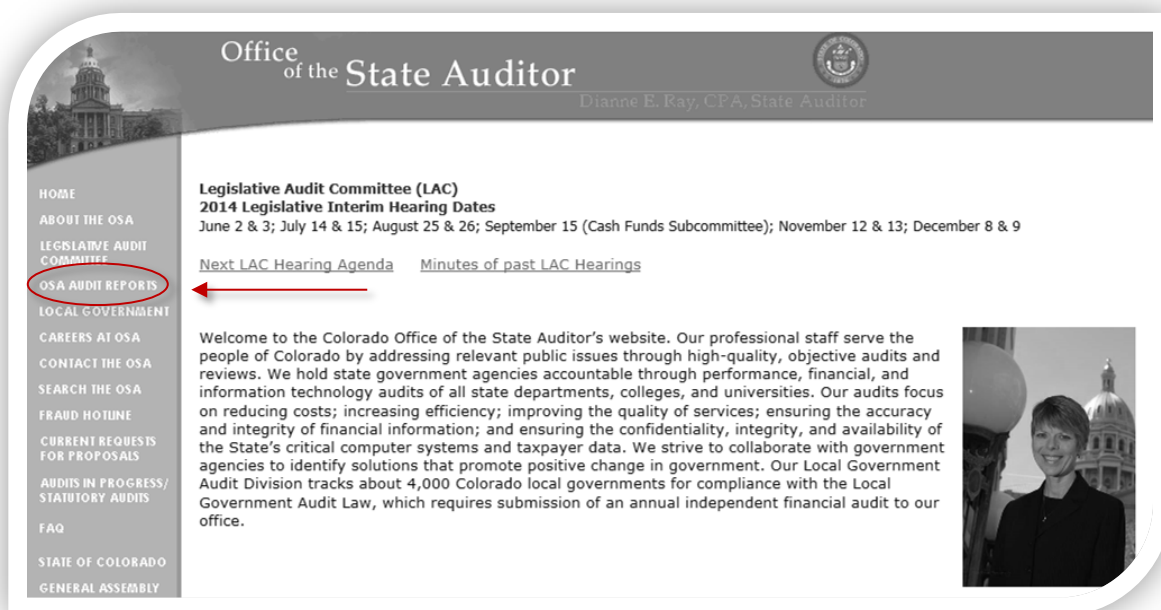 Office
of the State Auditor
Dianne E. Ray, CPA, State Auditor
HOME
ABOUT THE OSA
LEGISLATIVE AUDIT
COMMITTEE
OSA AUDIT REPORTS
LOCAL GOVERNMENT
CAREERS AT OSA
CONTACT THE OSA
SEARCH THE OSA
FRAUD HOTLINE
CURRENT REQUESTS
FOR PROPOSALS
AUDITS IN PROGRESS/
STATUTORY AUDITS
FAQ
STATE OF COLORADO
GENERAL ASSEMBLY
Legislative Audit Committee (LAC)
2014 Legislative Interim Hearing Dates
June 2 & 3; July 14 & 15; August 25 & 26; September 15 (Cash Funds Subcommittee); November 12 & 13; December 8 & 9
Next LAC Hearing Agenda Minutes of past LAC Hearings
Welcome to the Colorado Office of the State Auditor's website. Our professional staff serve the
people of Colorado by addressing relevant public issues through high-quality, objective audits and
reviews. We hold state government agencies accountable through performance, financial, and
information technology audits of all state departments, colleges, and universities. Our audits focus
on reducing costs; increasing efficiency; improving the quality of services; ensuring the accuracy
and integrity of financial information; and ensuring the confidentiality, integrity, and availability of
the State's critical computer systems and taxpayer data. We strive to collaborate with government
agencies to identify solutions that promote positive change in government. Our Local Government
Audit Division tracks about 4,000 Colorado local governments for compliance with the Local
Government Audit Law, which requires submission of an annual independent financial audit to our
office.